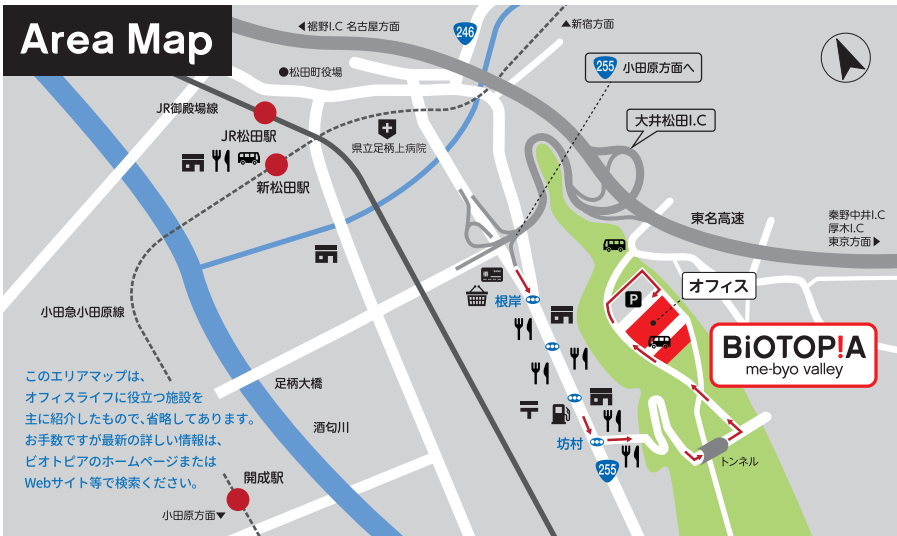 Area Map
裾野I.C 名古屋方面
246
新宿方面
松田町役場
255 小田原方面へ
JR御殿場線
大井松田I.C
JR松田駅
県立足柄上病院
新松田駅
東名高速
秦野中井I.C
厚木I.C
東京方面
オフィス
P
根岸
小田急小田原線
BiOTOP!A
me-byo valley
このエリアマップは、
オフィスライフに役立つ施設を
主に紹介したもので、省略してあります。
お手数ですが最新の詳しい情報は、
ビオトピアのホームページまたは
Webサイト等で検索ください。
足柄大橋
酒匂川
〒
坊村
255
トンネル
開成駅
小田原方面